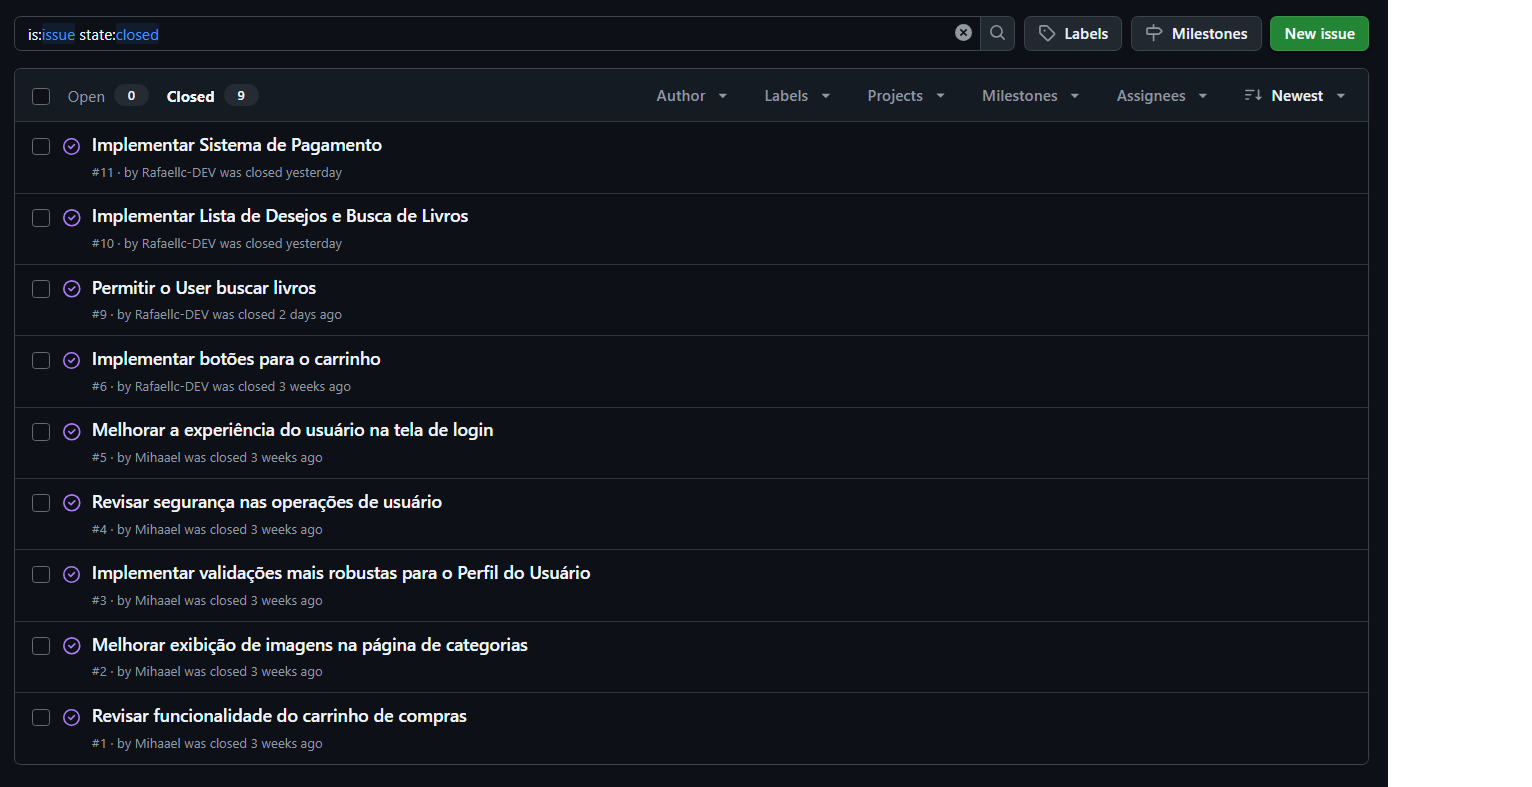 is:issue state:closed
Labels
Milestones
New issue
Open 0 Closed 9 Author Labels Projects Milestones Assignees Newest
Implementar Sistema de Pagamento
#11 · by Rafaellc-DEV was closed yesterday
Implementar Lista de Desejos e Busca de Livros
#10 · by Rafaellc-DEV was closed yesterday
Permitir o User buscar livros
#9 · by Rafaellc-DEV was closed 2 days ago
Implementar botões para o carrinho
#6 · by Rafaellc-DEV was closed 3 weeks ago
Melhorar a experiência do usuário na tela de login
#5 · by Mihaael was closed 3 weeks ago
Revisar segurança nas operações de usuário
#4 · by Mihaael was closed 3 weeks ago
Implementar validações mais robustas para o Perfil do Usuário
#3 · by Mihaael was closed 3 weeks ago
Melhorar exibição de imagens na página de categorias
#2 · by Mihaael was closed 3 weeks ago
Revisar funcionalidade do carrinho de compras
#1 · by Mihaael was closed 3 weeks ago